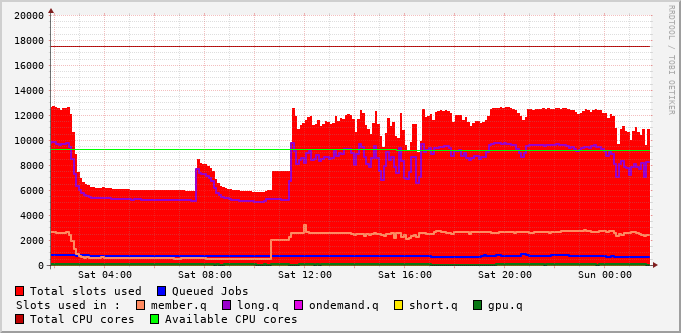 20000
18000
16000
14000
12000
10000
8000
6000
4000
2000
0
Sat 04:00 Sat 08:00 Sat 12:00 Sat 16:00 Sat 20:00 Sun 00:00
RRDTOOL / TOBI OETIKER
Total slots used Queued Jobs
Slots used in : member.q long.q ondemand.q short.q gpu.q
Total CPU cores Available CPU cores